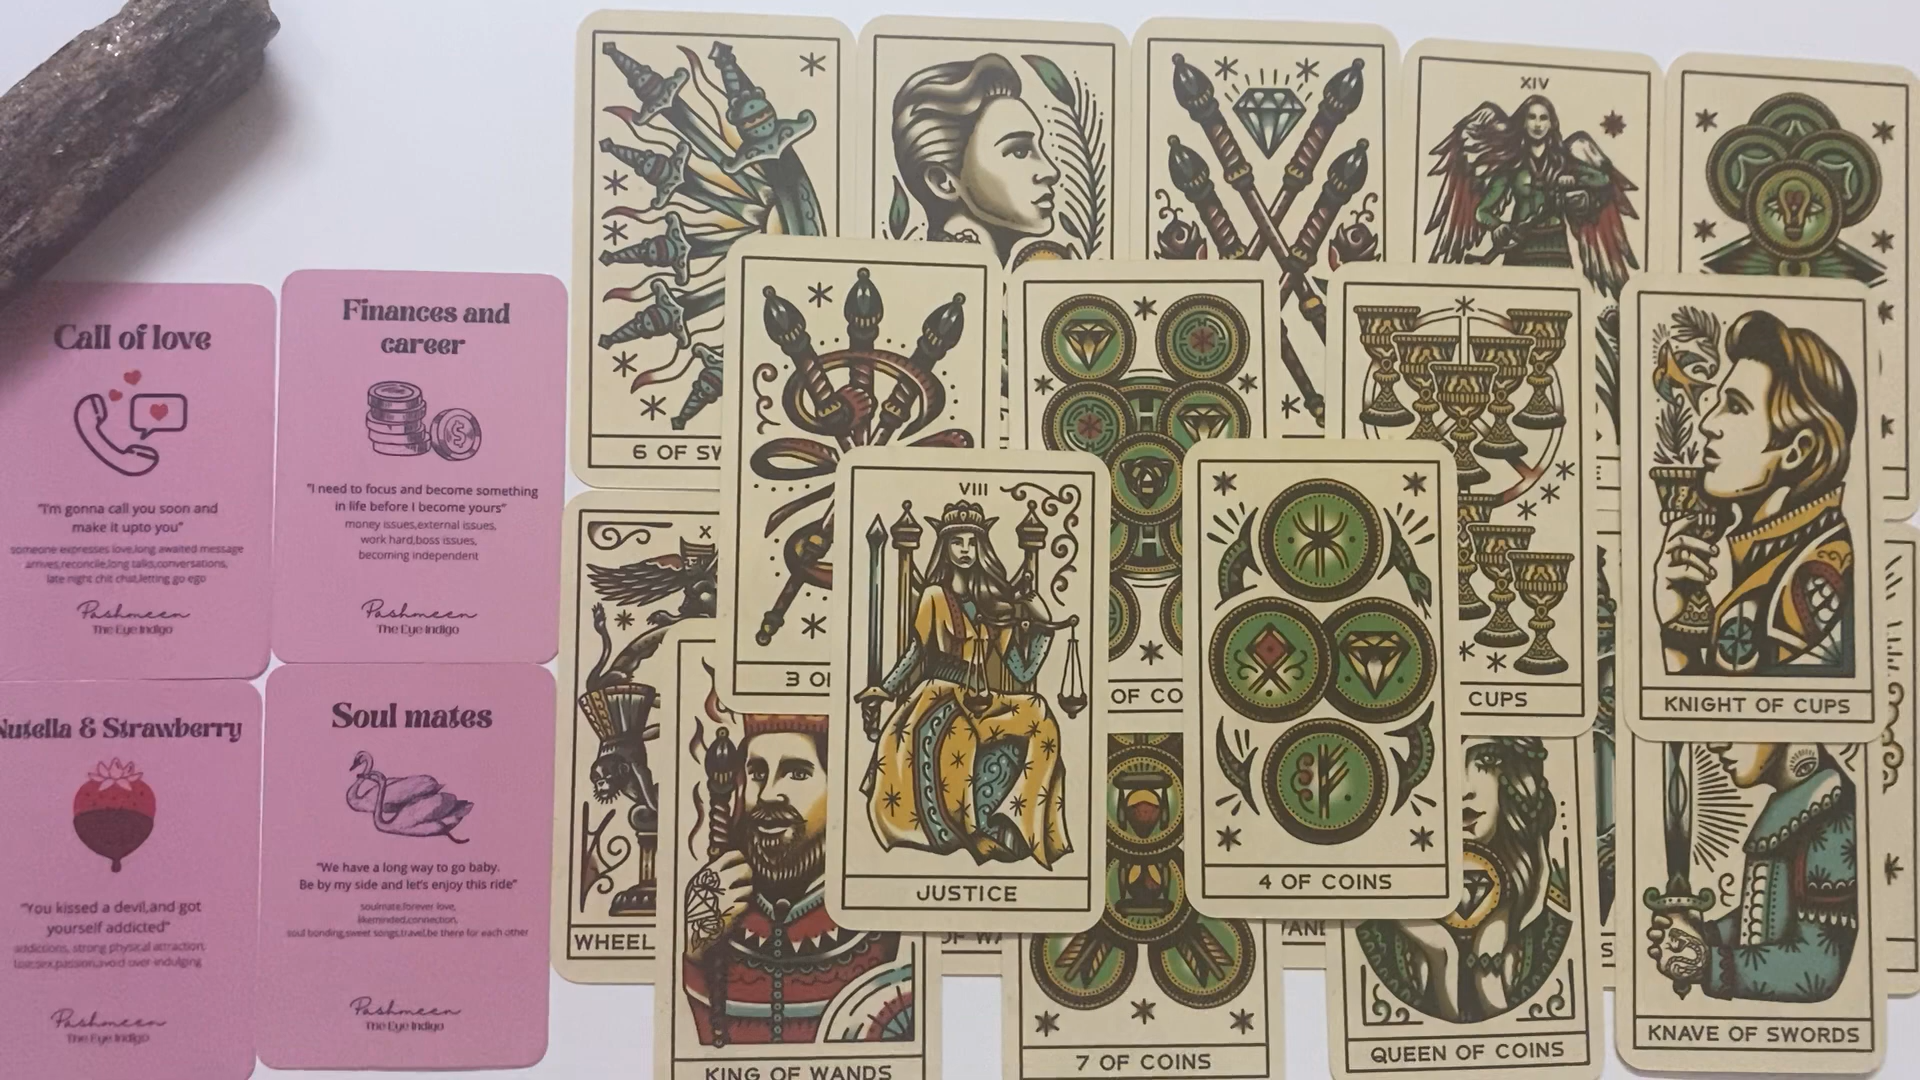 Call of love
"I'm gonna call you soon and
make it upto you"
someone expresses love,long awaited message
arrives,reconcile,long talks,conversations,
late night chit chat,letting go ego
Pashmeen
The Eye Indigo
Finances and
career
"I need to focus and become something
in life before I become yours"
money issues,external issues,
work hard,boss issues,
becoming independent
Pashmeen
The Eye Indigo
Nutella & Strawberry
"You kissed a devil,and got
yourself addicted"
addictions, strong physical attraction,
lust,sex,passion,avoid over indulging
Pashmeen
The Eye Indigo
Soul mates
"We have a long way to go baby.
Be by my side and let's enjoy this ride"
soulmate,forever love,
likeminded,connection,
soul bonding,sweet songs,travel,be there for each other
Pashmeen
The Eye Indigo
XIV
6 OF SW
3 OF
OF CO
CUPS
KNIGHT OF CUPS
X
WHEEL
VIII
JUSTICE
4 OF COINS
OF WA
KING OF WANDS
7 OF COINS
QUEEN OF COINS
KNAVE OF SWORDS